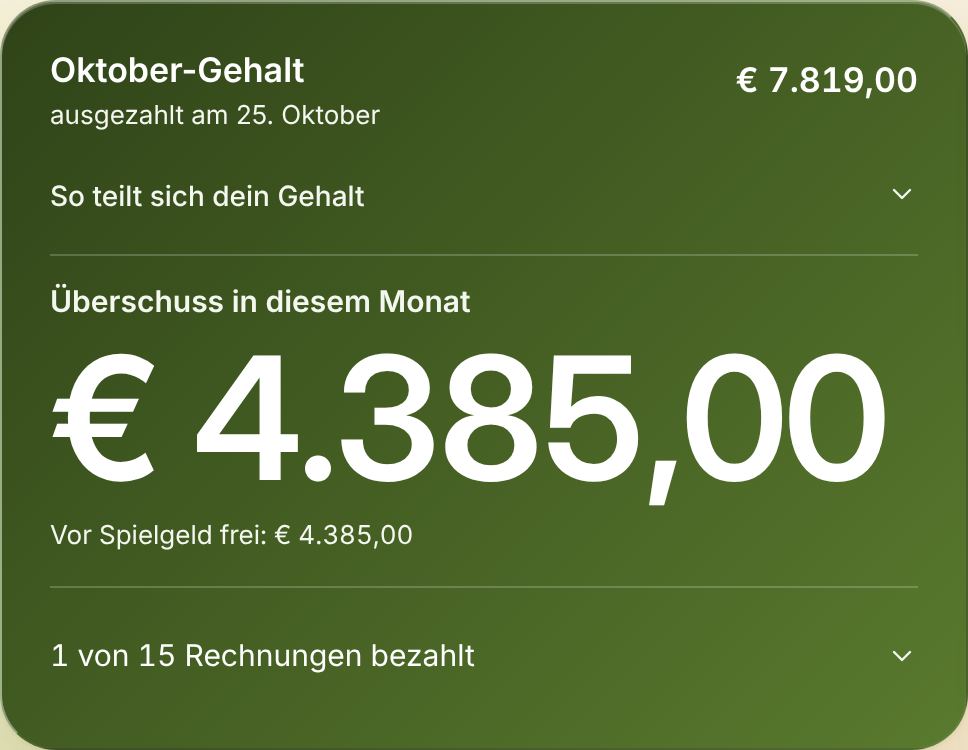 Oktober-Gehalt
€ 7.819,00
ausgezahlt am 25. Oktober
So teilt sich dein Gehalt
Überschuss in diesem Monat
€ 4.385,00
Vor Spielgeld frei: € 4.385,00
1 von 15 Rechnungen bezahlt